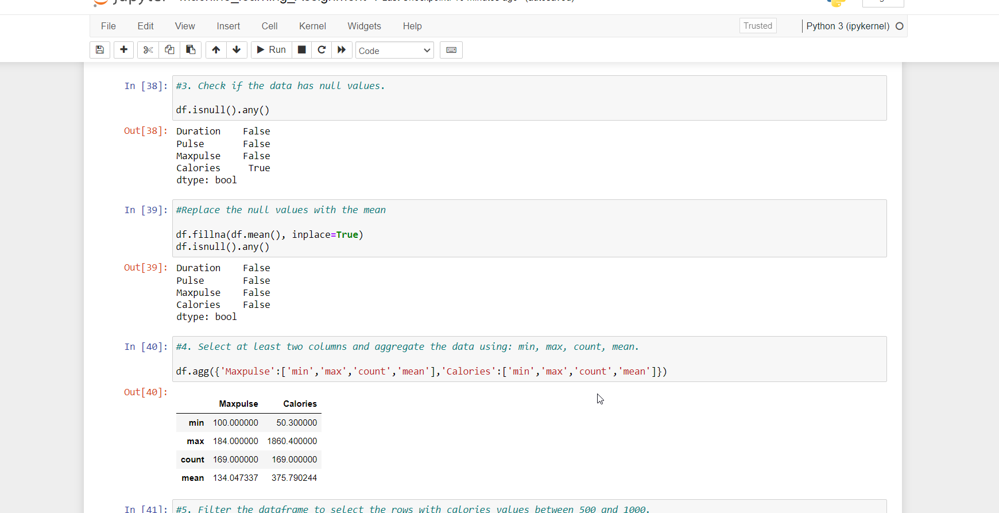 File Edit View Insert Cell Kernel Widgets Help Trusted Python 3 (ipykernel)
Run Code
In [38]: #3. Check if the data has null values.
df.isnull().any()
Out[38]: Duration    False
Pulse       False
Maxpulse    False
Calories     True
dtype: bool
In [39]: #Replace the null values with the mean
df.fillna(df.mean(), inplace=True)
df.isnull().any()
Out[39]: Duration    False
Pulse       False
Maxpulse    False
Calories    False
dtype: bool
In [40]: #4. Select at least two columns and aggregate the data using: min, max, count, mean.
df.agg({'Maxpulse':['min','max','count','mean'],'Calories':['min','max','count','mean']})
Out[40]:
Maxpulse Calories
min 100.000000 50.300000
max 184.000000 1860.400000
count 169.000000 169.000000
mean 134.047337 375.790244
In [41]: #5. Filter the dataframe to select the rows with calories values between 500 and 1000.